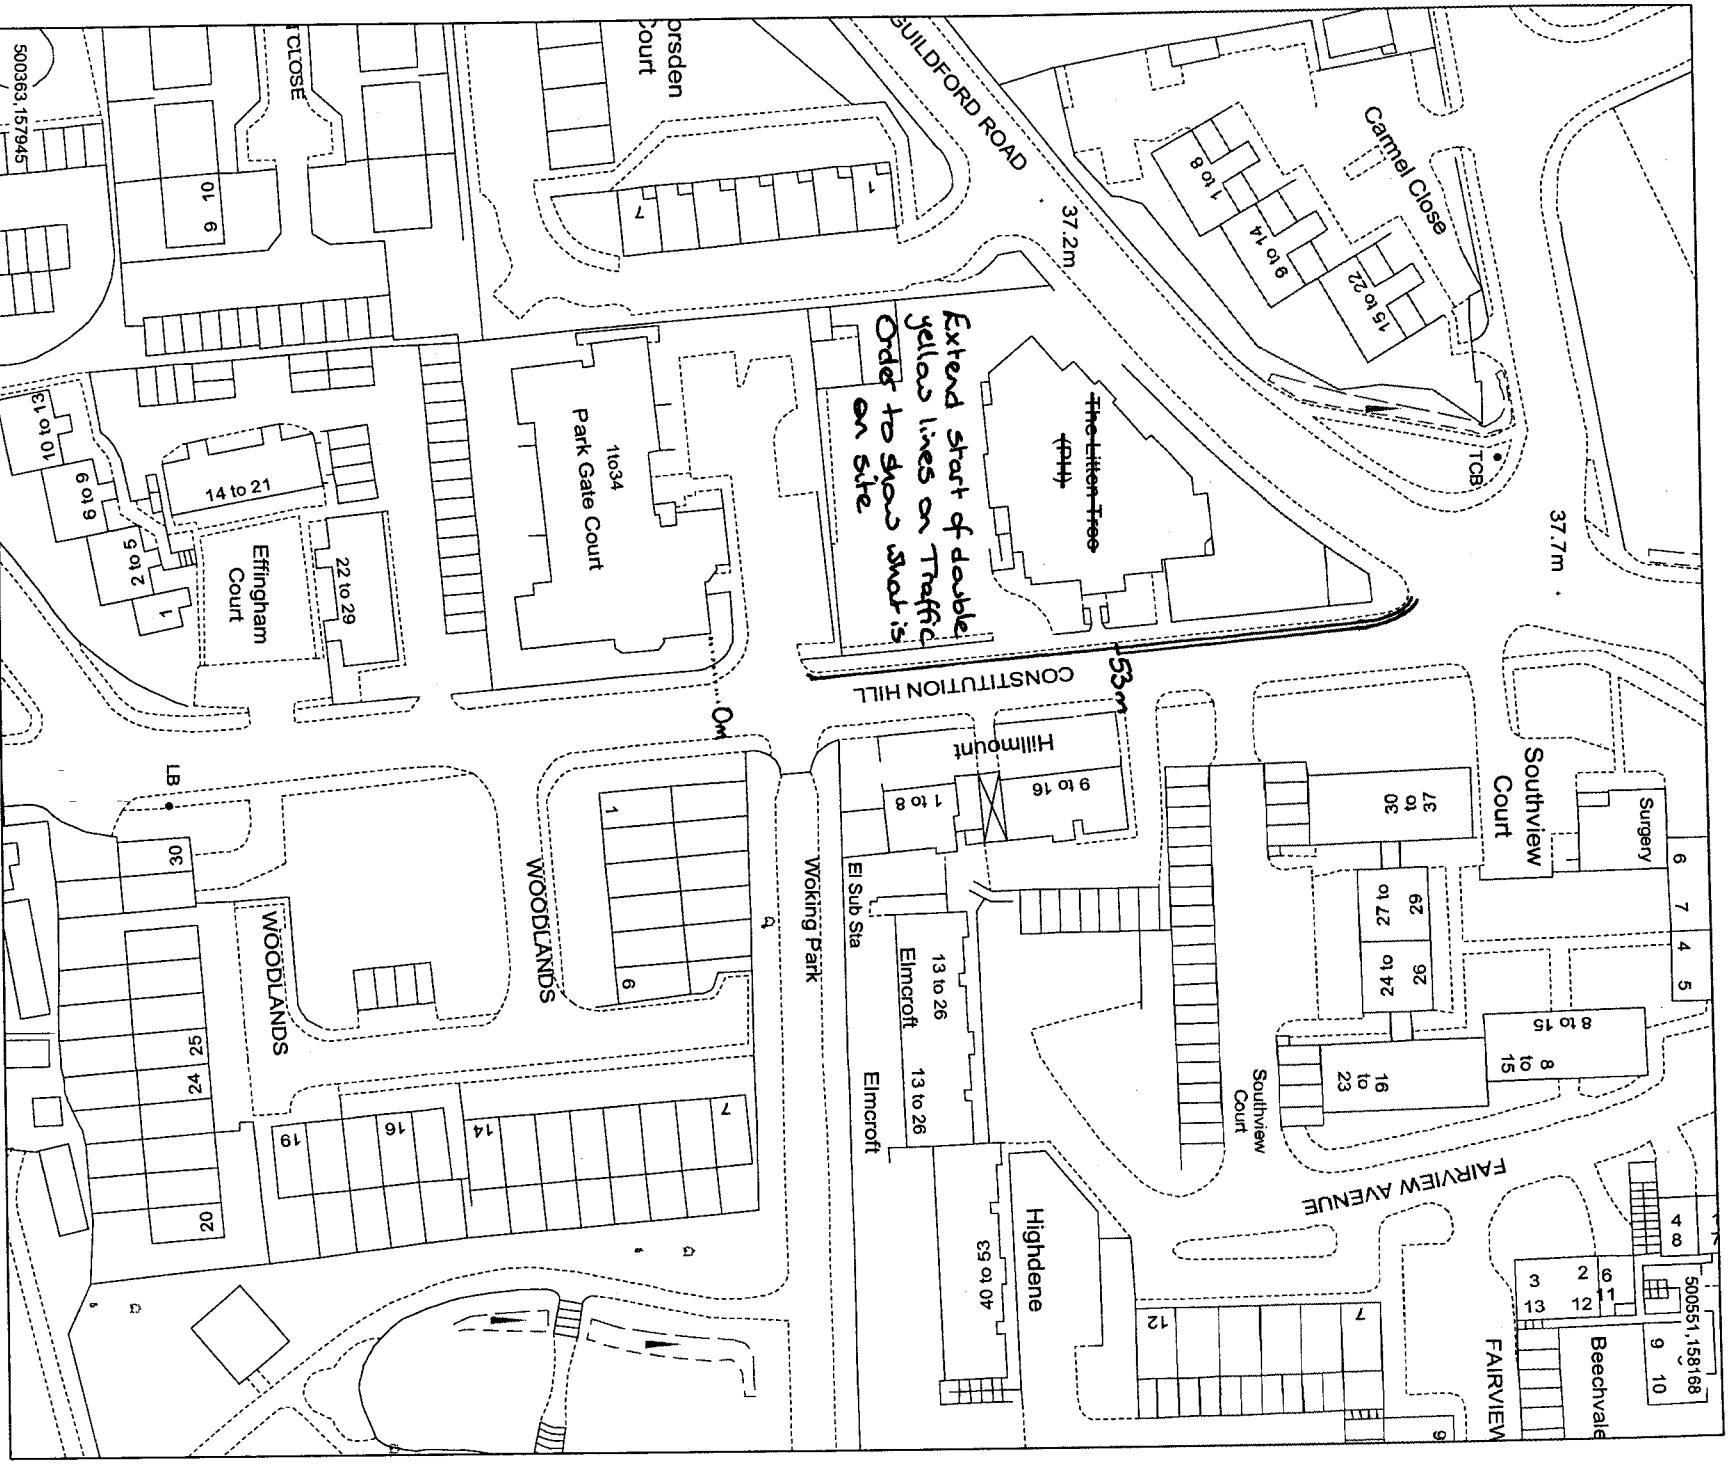 Extend start of double
yellow lines on Traffic
Order to show what is
on site
53m
0m
GUILDFORD ROAD
37.2m
Carmel Close
1 to 8
9 to 14
15 to 22
TCB
37.7m
The Litten Tree
(PH)
CONSTITUTION HILL
orsden
Court
1
7
T CLOSE
500363,157945
10
9
1to34
Park Gate Court
10 to 13
6 to 9
2 to 5
1
14 to 21
Effingham
Court
22 to 29
LB
30
WOODLANDS
WOODLANDS
1
6
25
24
20
19
16
14
7
Woking Park
El Sub Sta
Hillmount
1 to 8
9 to 16
13 to 26
Elmcroft
13 to 26
Elmcroft
Highdene
40 to 53
Southview
Court
30
to
37
27 to
29
24 to
26
16
to
23
8 to 15
8
to
15
Surgery
6
7
4
5
Southview
Court
FAIRVIEW AVENUE
12
7
FAIRVIEW
Beechvale
4
8
3
13
2
12
6
11
9
10
500551,158168